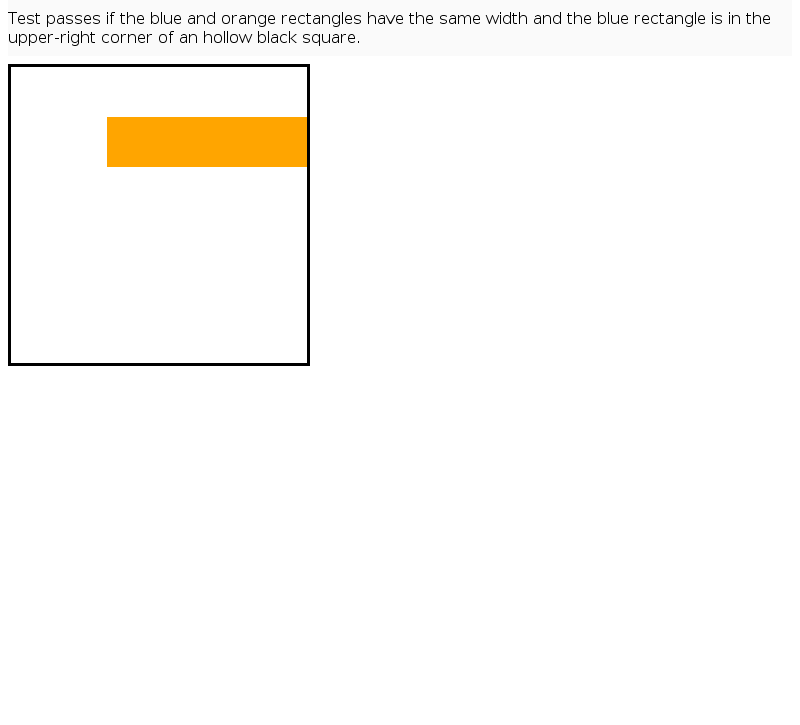 Test passes if the blue and orange rectangles have the same width and the blue rectangle is in the
upper-right corner of an hollow black square.